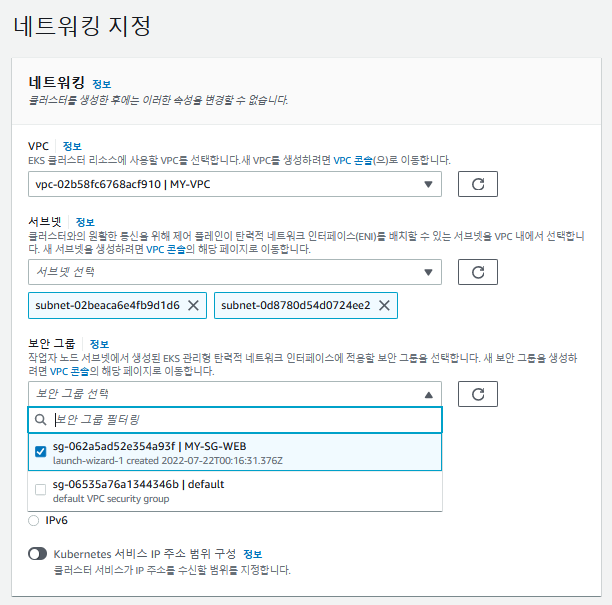 네트워킹 지정
네트워킹 정보
클러스터를 생성한 후에는 이러한 속성을 변경할 수 없습니다.
VPC 정보
EKS 클러스터 리소스에 사용할 VPC를 선택합니다.새 VPC를 생성하려면 VPC 콘솔(으)로 이동합니다.
vpc-02b58fc6768acf910 | MY-VPC
서브넷 정보
클러스터와의 원활한 통신을 위해 제어 플레인이 탄력적 네트워크 인터페이스(ENI)를 배치할 수 있는 서브넷을 VPC 내에서 선택합니
다. 새 서브넷을 생성하려면 VPC 콘솔의 해당 페이지로 이동합니다.
서브넷 선택
subnet-02beaca6e4fb9d1d6 subnet-0d8780d54d0724ee2
보안 그룹 정보
작업자 노드 서브넷에서 생성된 EKS 관리형 탄력적 네트워크 인터페이스에 적용할 보안 그룹을 선택합니다. 새 보안 그룹을 생성하
려면 VPC 콘솔의 해당 페이지로 이동합니다.
보안 그룹 선택
보안 그룹 필터링
sg-062a5ad52e354a93f | MY-SG-WEB
launch-wizard-1 created 2022-07-22T00:16:31.376Z
sg-06535a76a1344346b | default
default VPC security group
IPv6
Kubernetes 서비스 IP 주소 범위 구성 정보
클러스터 서비스가 IP 주소를 수신할 범위를 지정합니다.